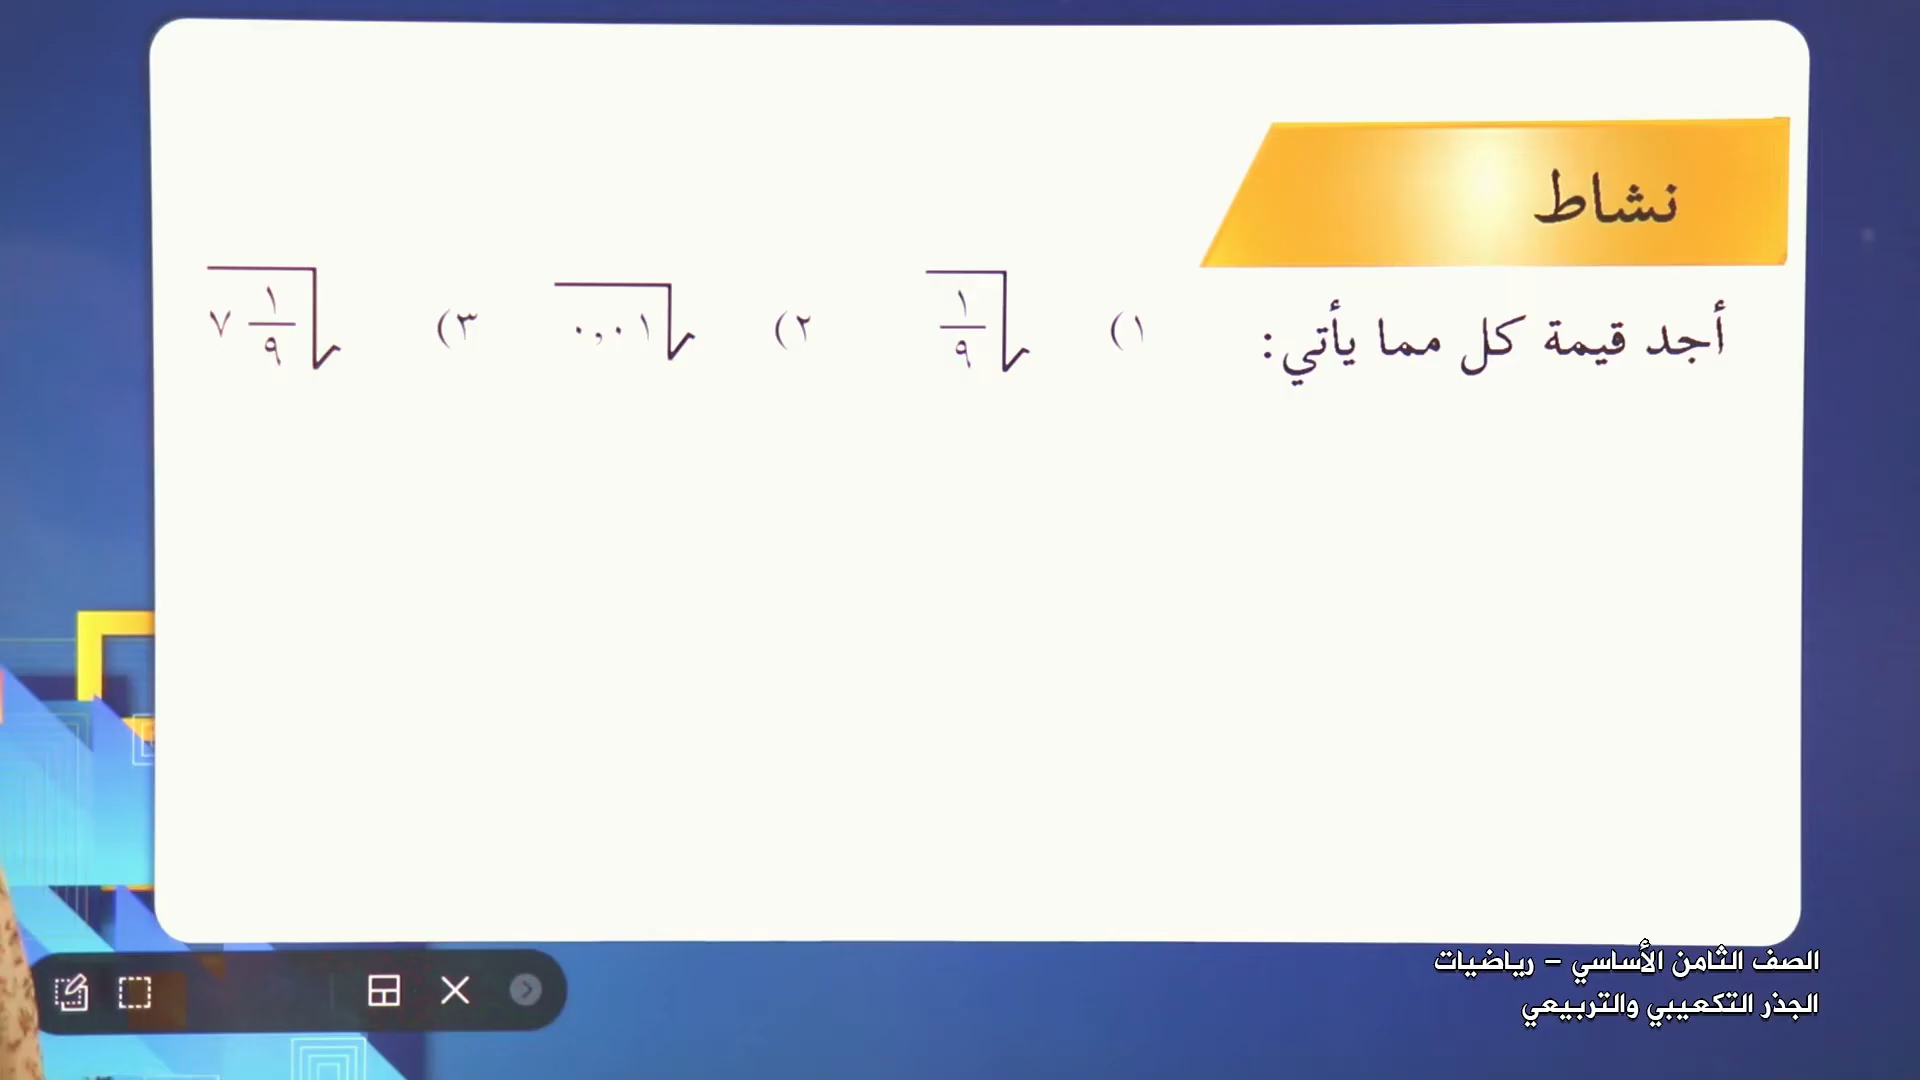 نشاط
أجد قيمة كل مما يأتي: ١) √(١/٩) ٢) √(٠,٠١) ٣) √(٧ ١/٩)
الصف الثامن الأساسي – رياضيات
الجذر التكعيبي والتربيعي